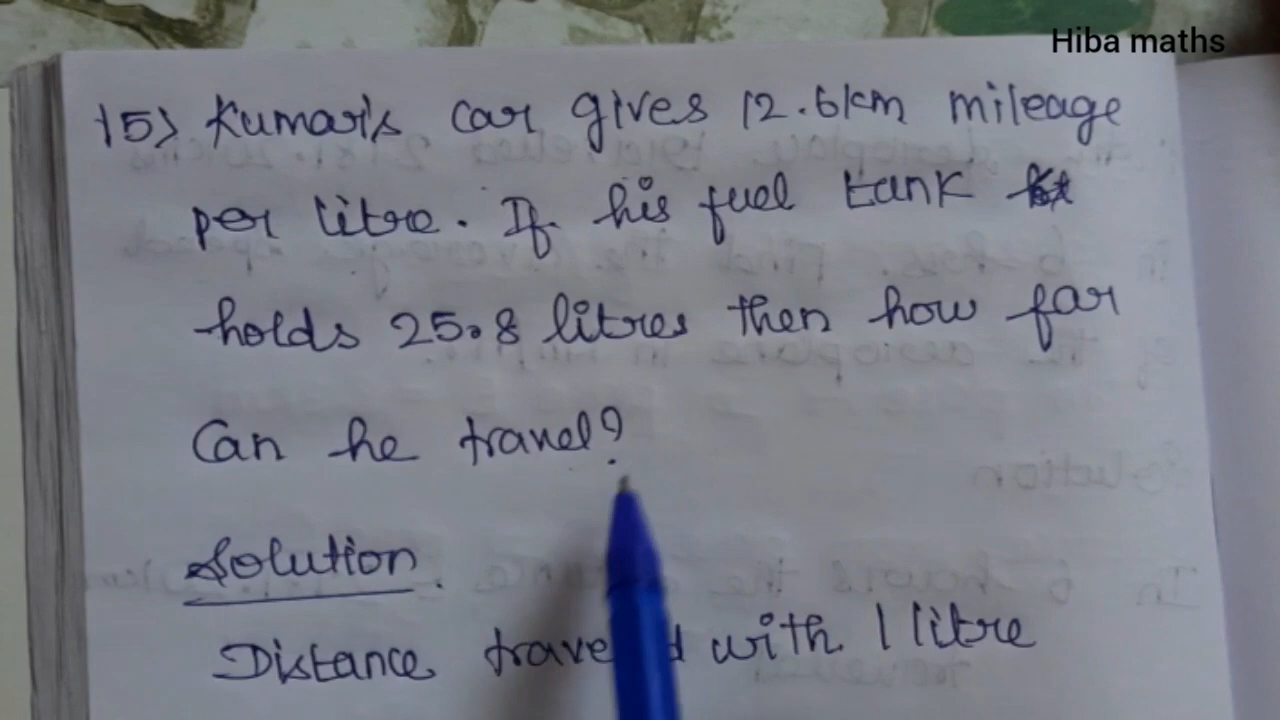 Hiba maths
15) Kumar's car gives 12.6km mileage
per litre. If his fuel tank
holds 25.8 litres then how far
Can he travel?
Solution.
Distance with 1 litre